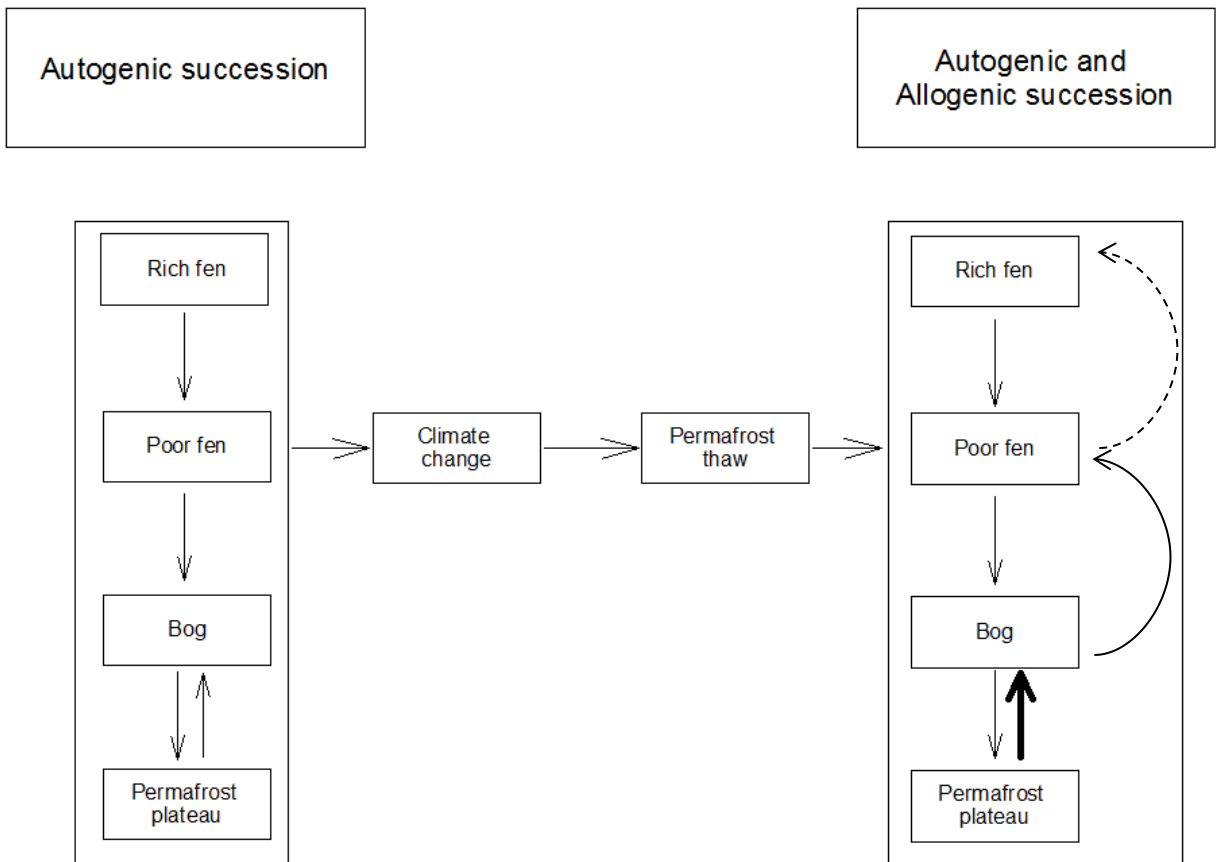 Autogenic succession
Autogenic and
Allogenic succession
Rich fen
Poor fen
Bog
Permafrost
plateau
Climate
change
Permafrost
thaw
Rich fen
Poor fen
Bog
Permafrost
plateau